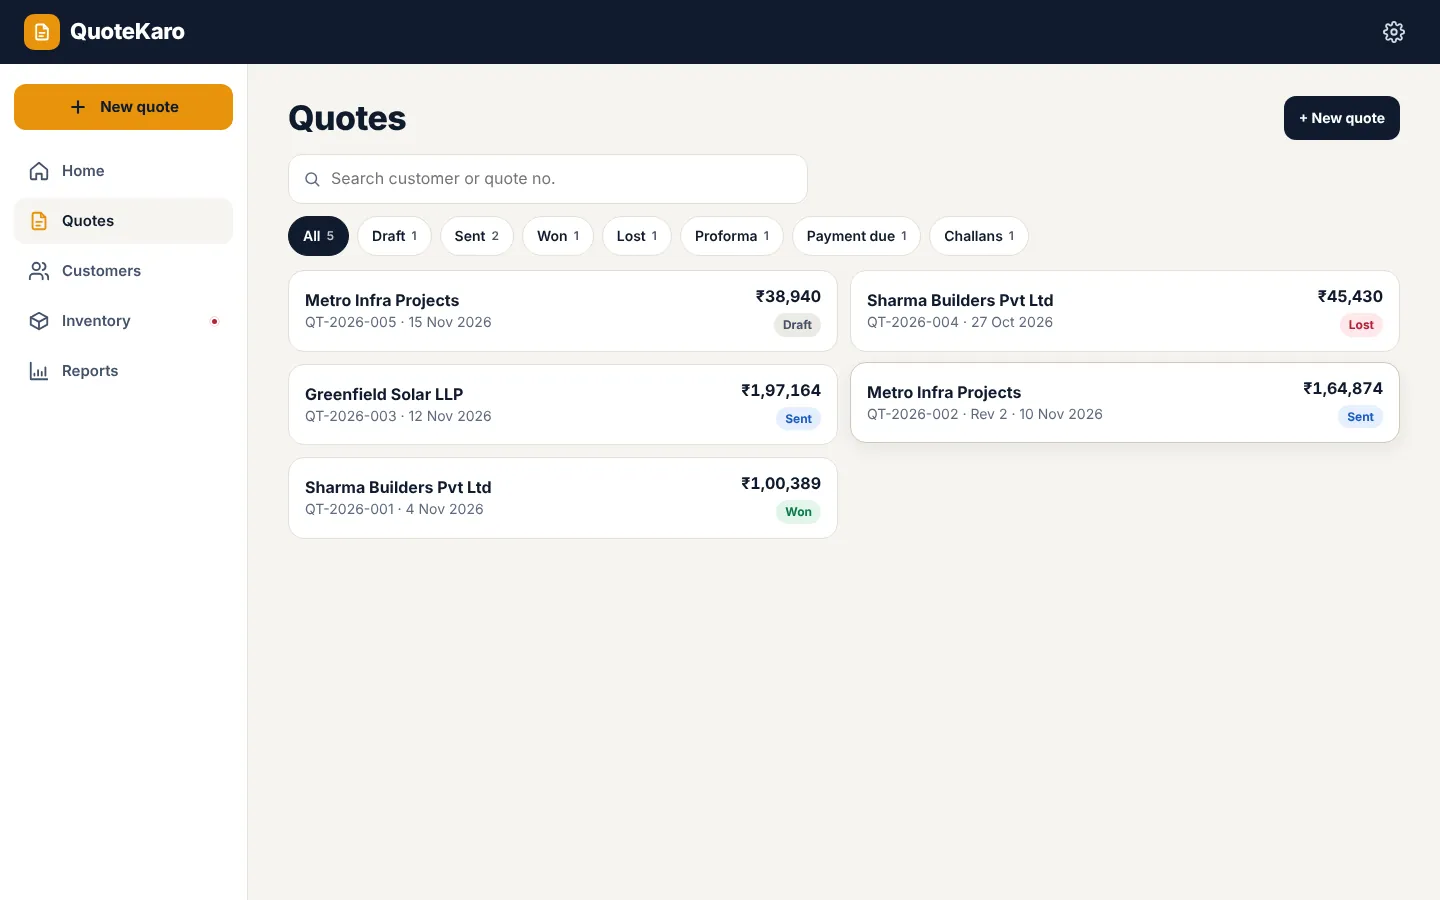 QuoteKaro
+ New quote
Home
Quotes
Customers
Inventory
Reports
Quotes
+ New quote
Search customer or quote no.
All 5
Draft 1
Sent 2
Won 1
Lost 1
Proforma 1
Payment due 1
Challans 1
Metro Infra Projects
₹38,940
QT-2026-005 · 15 Nov 2026
Draft
Sharma Builders Pvt Ltd
₹45,430
QT-2026-004 · 27 Oct 2026
Lost
Greenfield Solar LLP
₹1,97,164
QT-2026-003 · 12 Nov 2026
Sent
Metro Infra Projects
₹1,64,874
QT-2026-002 · Rev 2 · 10 Nov 2026
Sent
Sharma Builders Pvt Ltd
₹1,00,389
QT-2026-001 · 4 Nov 2026
Won